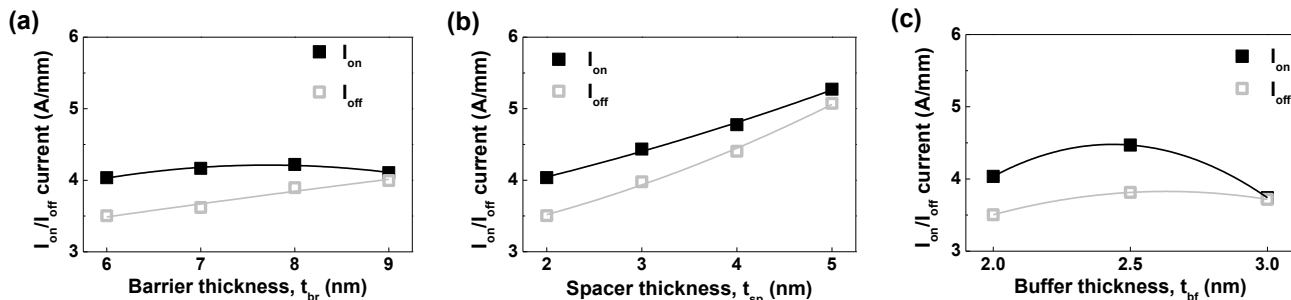 (a)
I_on/I_off current (A/mm)
6
5
4
3
I_on
I_off
6 7 8 9
Barrier thickness, t_br (nm)
(b)
I_on/I_off current (A/mm)
6
5
4
3
I_on
I_off
2 3 4 5
Spacer thickness, t_sp (nm)
(c)
I_on/I_off current (A/mm)
6
5
4
3
I_on
I_off
2.0 2.5 3.0
Buffer thickness, t_bf (nm)